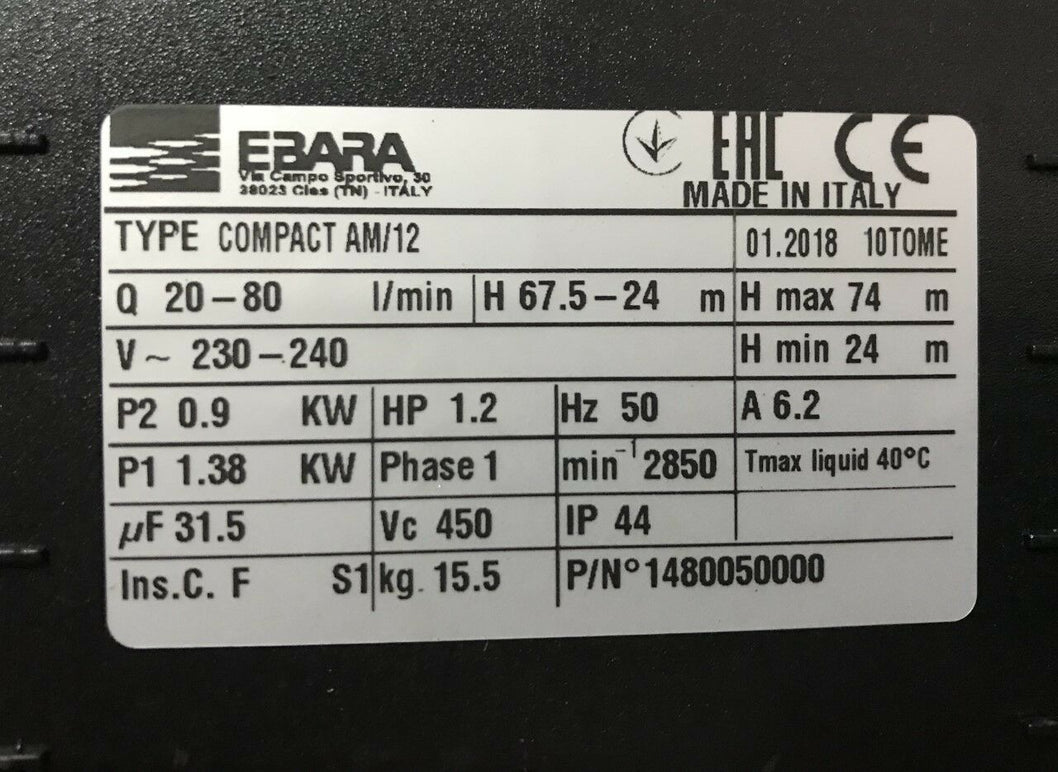 EBARA
Via Campo Sportivo, 30
38023 Cles (TN) - ITALY
EAC CE
MADE IN ITALY
TYPE COMPACT AM/12 01.2018 10TOME
Q 20-80 l/min H 67.5-24 m H max 74 m
V~ 230-240 H min 24 m
P2 0.9 KW HP 1.2 Hz 50 A 6.2
P1 1.38 KW Phase 1 min⁻¹ 2850 Tmax liquid 40°C
µF 31.5 Vc 450 IP 44
Ins.C. F S1 kg. 15.5 P/N°1480050000